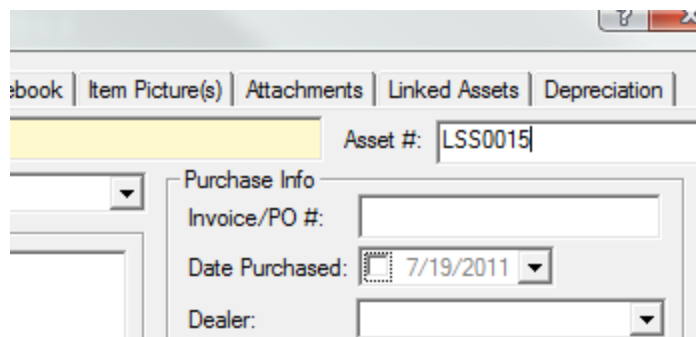 ebook Item Picture(s) Attachments Linked Assets Depreciation
Asset #: LSS0015
Purchase Info
Invoice/PO #:
Date Purchased: 7/19/2011
Dealer: